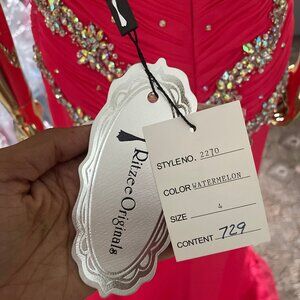 Ritzee Originals
STYLE NO. 2270
COLOR WATERMELON
SIZE 4
CONTENT 729